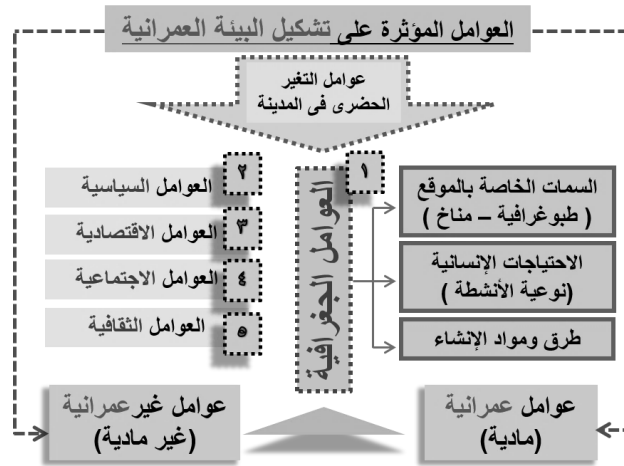 العوامل المؤثرة على تشكيل البيئة العمرانية
عوامل التغير
الحضرى فى المدينة
١
العوامل الجغرافية
السمات الخاصة بالموقع
( طبوغرافية – مناخ )
الاحتياجات الإنسانية
(نوعية الأنشطة )
طرق ومواد الإنشاء
٢
العوامل السياسية
٣
العوامل الاقتصادية
٤
العوامل الاجتماعية
٥
العوامل الثقافية
عوامل عمرانية
(مادية)
عوامل غير عمرانية
(غير مادية)